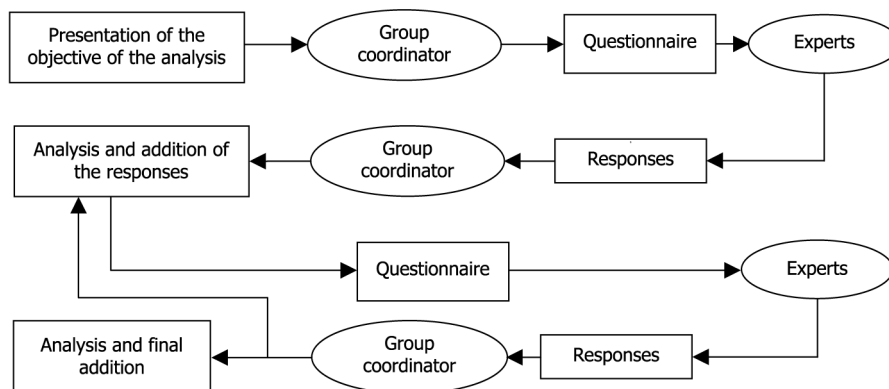 Presentation of the
objective of the analysis
Group
coordinator
Questionnaire
Experts
Analysis and addition of
the responses
Group
coordinator
Responses
Questionnaire
Experts
Analysis and final
addition
Group
coordinator
Responses